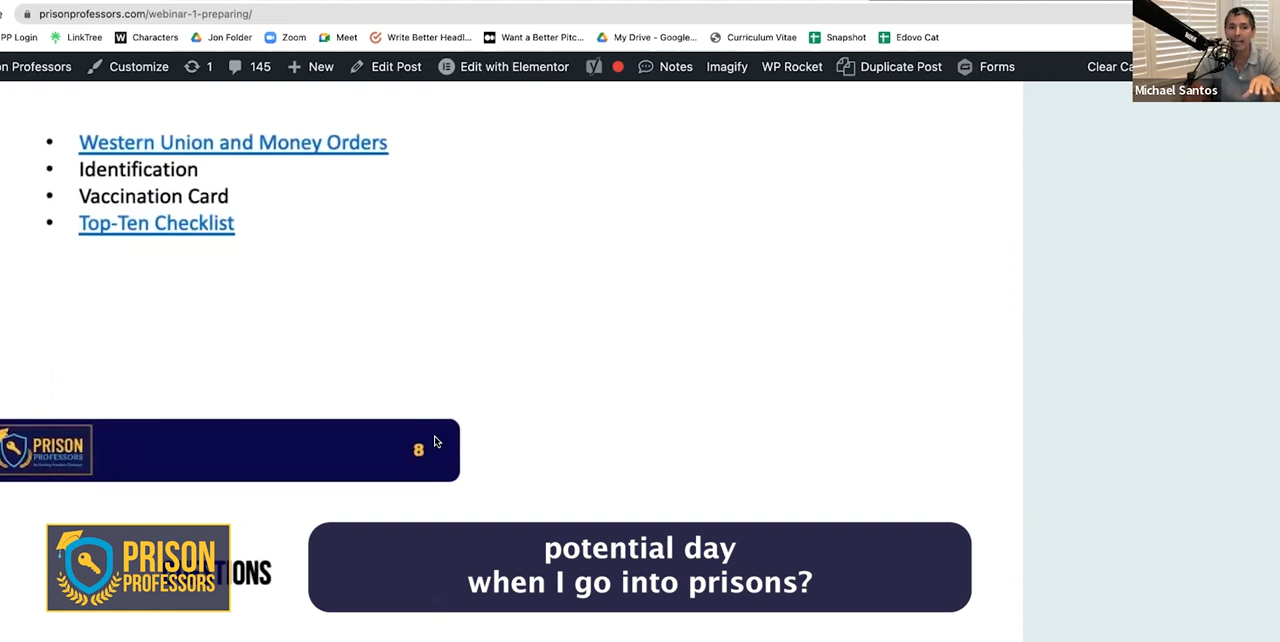 prisonprofessors.com/webinar-1-preparing/
PP Login LinkTree Characters Jon Folder Zoom Meet Write Better Headl... Want a Better Pitc... My Drive - Google... Curriculum Vitae Snapshot Edovo Cat
n Professors Customize 1 145 New Edit Post Edit with Elementor Notes Imagify WP Rocket Duplicate Post Forms Clear Ca
Michael Santos
• Western Union and Money Orders
• Identification
• Vaccination Card
• Top-Ten Checklist
PRISON
PROFESSORS
8
PRISON
PROFESSORS
IONS
potential day
when I go into prisons?